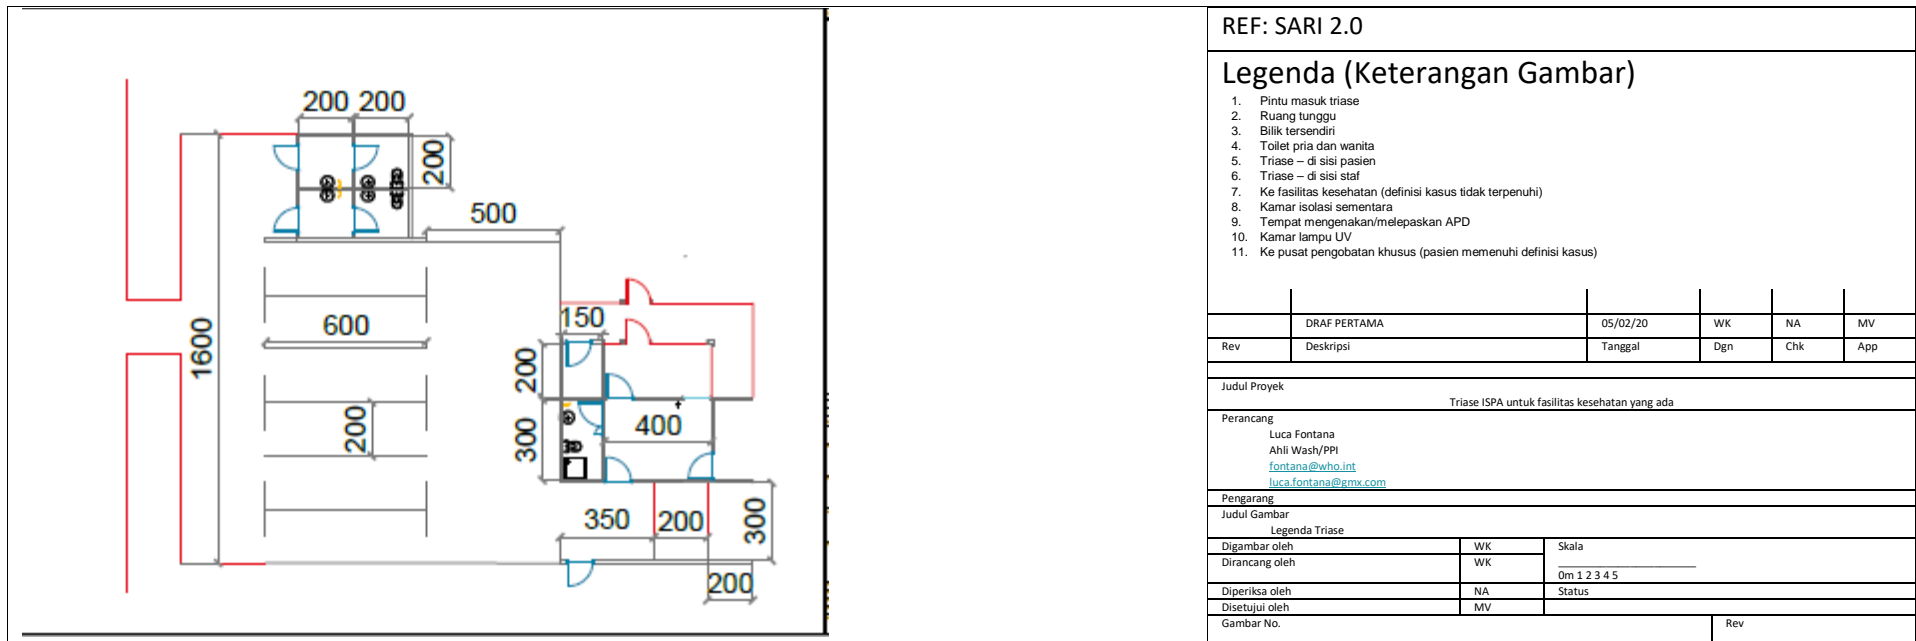 200 200
200
500
600
1600
200
150
200
300
400
350 200
300
200
REF: SARI 2.0
Legenda (Keterangan Gambar)
1. Pintu masuk triase
2. Ruang tunggu
3. Bilik tersendiri
4. Toilet pria dan wanita
5. Triase – di sisi pasien
6. Triase – di sisi staf
7. Ke fasilitas kesehatan (definisi kasus tidak terpenuhi)
8. Kamar isolasi sementara
9. Tempat mengenakan/melepaskan APD
10. Kamar lampu UV
11. Ke pusat pengobatan khusus (pasien memenuhi definisi kasus)
DRAF PERTAMA 05/02/20 WK NA MV
Rev Deskripsi Tanggal Dgn Chk App
Judul Proyek
Triase ISPA untuk fasilitas kesehatan yang ada
Perancang
Luca Fontana
Ahli Wash/PPI
fontana@who.int
luca.fontana@gmx.com
Pengarang
Judul Gambar
Legenda Triase
Digambar oleh WK Skala
Dirancang oleh WK
0m 1 2 3 4 5
Diperiksa oleh NA Status
Disetujui oleh MV
Gambar No. Rev